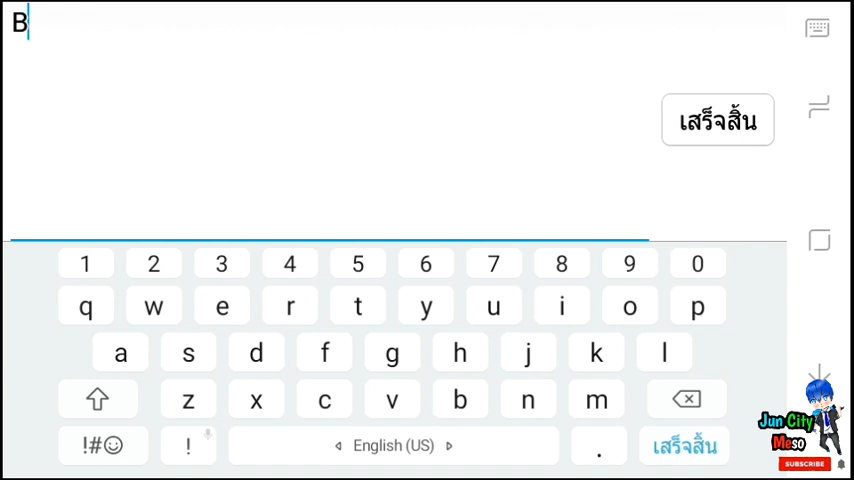 B
เสร็จสิ้น
1 2 3 4 5 6 7 8 9 0
q w e r t y u i o p
a s d f g h j k l
z x c v b n m
!#☺ ! English (US) . เสร็จสิ้น
Jun City
Meso
SUBSCRIBE